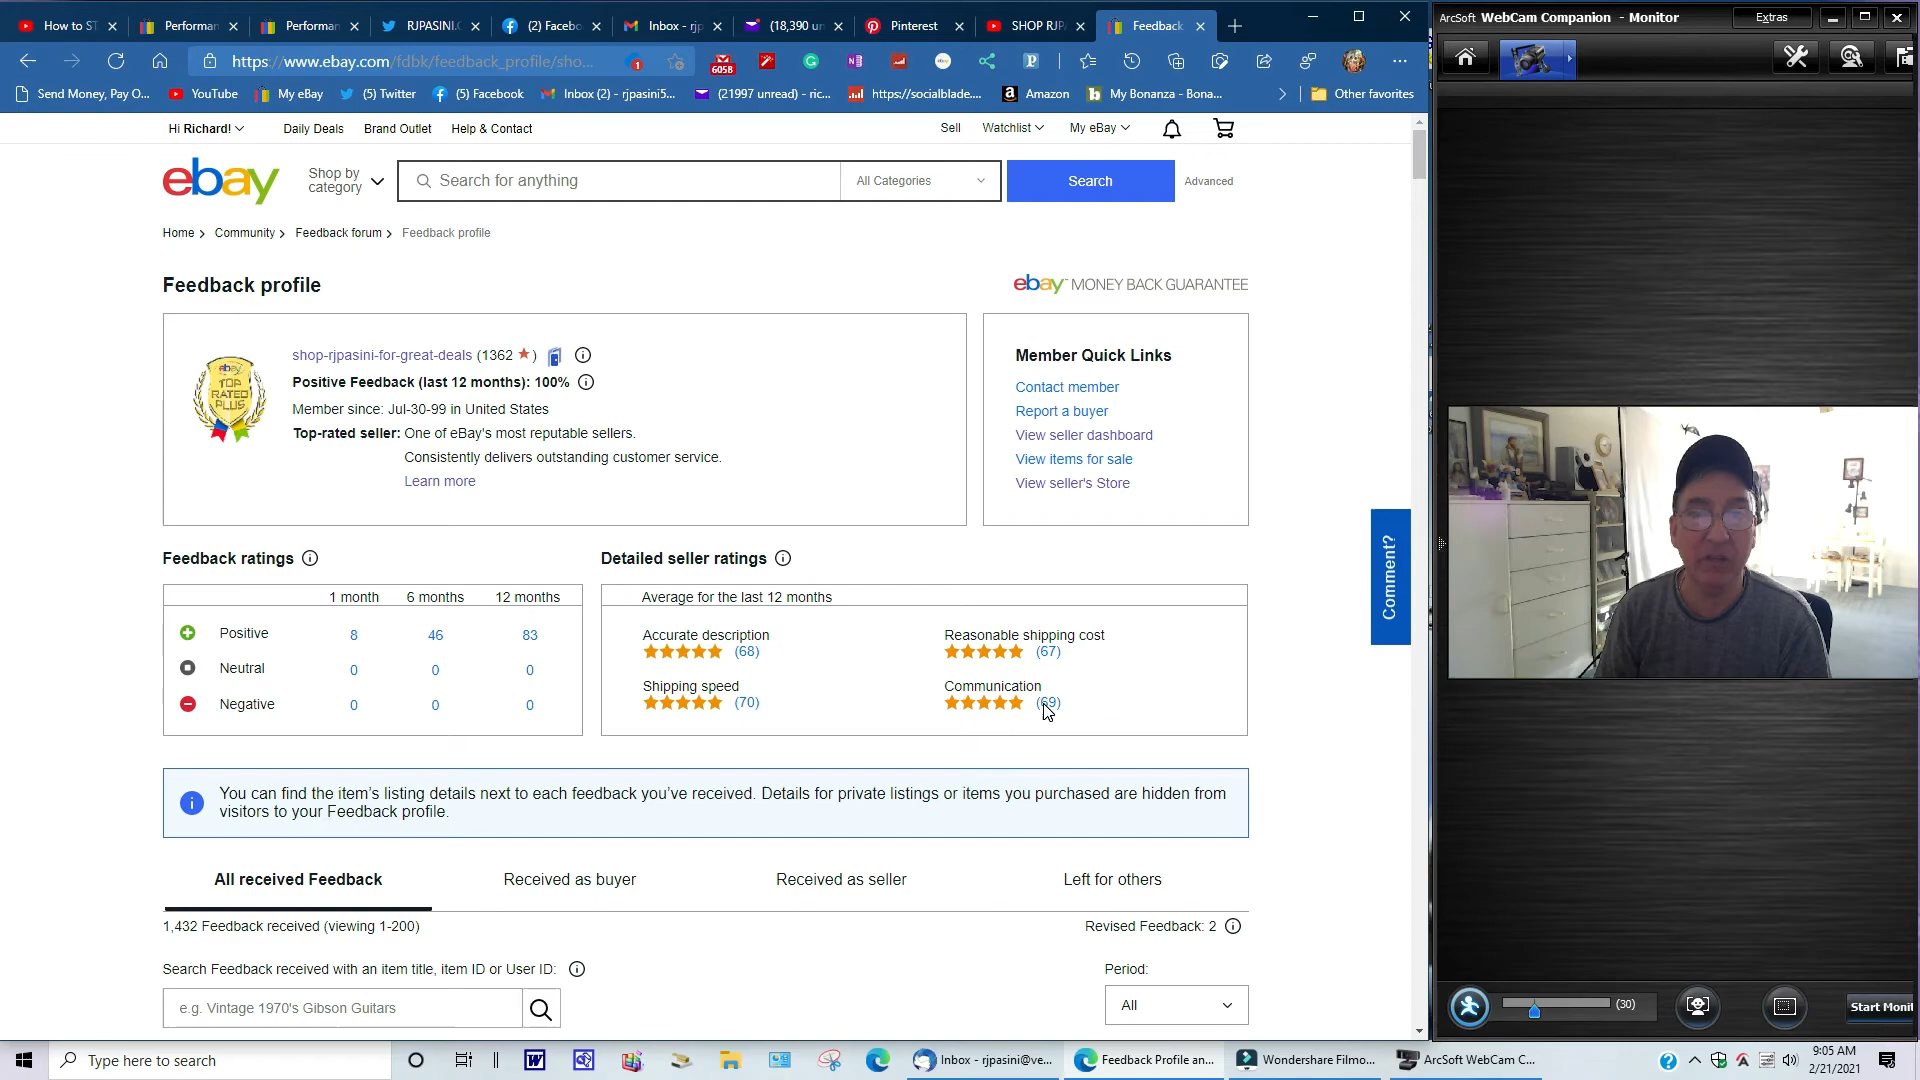 How to ST
Performan
Performan
RJPASINI.C
(2) Facebo
Inbox - rjp
(18,390 un
Pinterest
SHOP RJP
Feedback
ArcSoft WebCam Companion - Monitor
Extras
https://www.ebay.com/fdbk/feedback_profile/sho...
1
6058
Send Money, Pay O...
YouTube
My eBay
(5) Twitter
(5) Facebook
Inbox (2) - rjpasini5...
(21997 unread) - ric...
https://socialblade....
Amazon
My Bonanza - Bona...
Other favorites
Hi Richard!
Daily Deals
Brand Outlet
Help & Contact
Sell
Watchlist
My eBay
ebay
Shop by
category
Search for anything
All Categories
Search
Advanced
Home
Community
Feedback forum
Feedback profile
Feedback profile
ebay MONEY BACK GUARANTEE
ebay
TOP
RATED
PLUS
shop-rjpasini-for-great-deals (1362 ★ )
Positive Feedback (last 12 months): 100%
Member since: Jul-30-99 in United States
Top-rated seller: One of eBay's most reputable sellers.
Consistently delivers outstanding customer service.
Learn more
Member Quick Links
Contact member
Report a buyer
View seller dashboard
View items for sale
View seller's Store
Comment?
Feedback ratings
1 month 6 months 12 months
Positive 8 46 83
Neutral 0 0 0
Negative 0 0 0
Detailed seller ratings
Average for the last 12 months
Accurate description
(68)
Reasonable shipping cost
(67)
Shipping speed
(70)
Communication
(69)
You can find the item's listing details next to each feedback you've received. Details for private listings or items you purchased are hidden from
visitors to your Feedback profile.
All received Feedback
Received as buyer
Received as seller
Left for others
1,432 Feedback received (viewing 1-200)
Revised Feedback: 2
Search Feedback received with an item title, item ID or User ID:
Period:
e.g. Vintage 1970's Gibson Guitars
All
(30)
Start Moni
Type here to search
Inbox - rjpasini@ve...
Feedback Profile an...
Wondershare Filmo...
ArcSoft WebCam C...
9:05 AM
2/21/2021